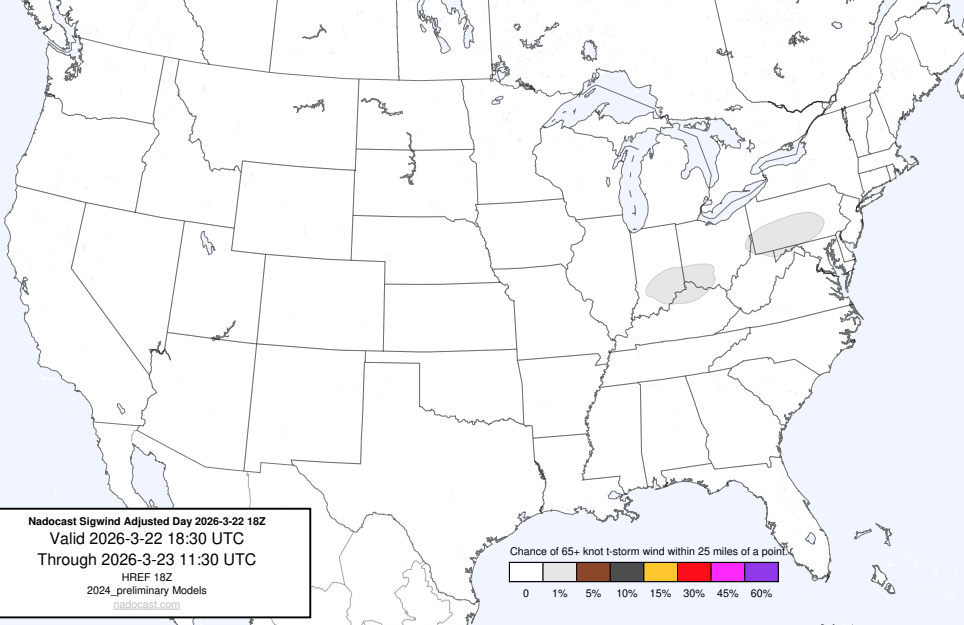 Nadocast Sigwind Adjusted Day 2026-3-22 18Z
Valid 2026-3-22 18:30 UTC
Through 2026-3-23 11:30 UTC
HREF 18Z
2024_preliminary Models
nadocast.com
Chance of 65+ knot t-storm wind within 25 miles of a point.
0 1% 5% 10% 15% 30% 45% 60%